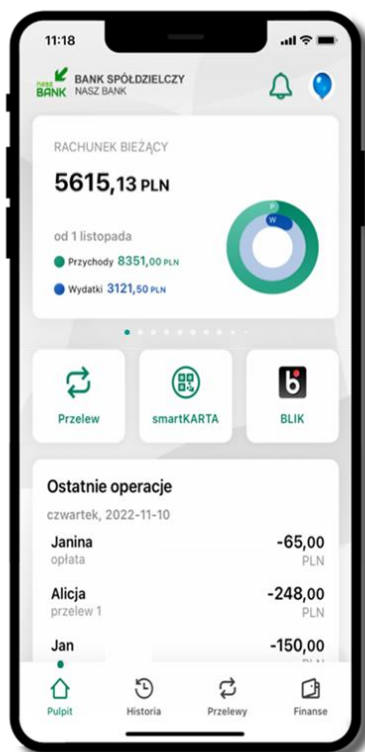 11:18
nasz
BANK
BANK SPÓŁDZIELCZY
NASZ BANK
RACHUNEK BIEŻĄCY
5615,13 PLN
od 1 listopada
Przychody 8351,00 PLN
Wydatki 3121,50 PLN
P
W
Przelew
smartKARTA
BLIK
Ostatnie operacje
czwartek, 2022-11-10
Janina -65,00
opłata PLN
Alicja -248,00
przelew 1 PLN
Jan -150,00
Pulpit Historia Przelewy Finanse